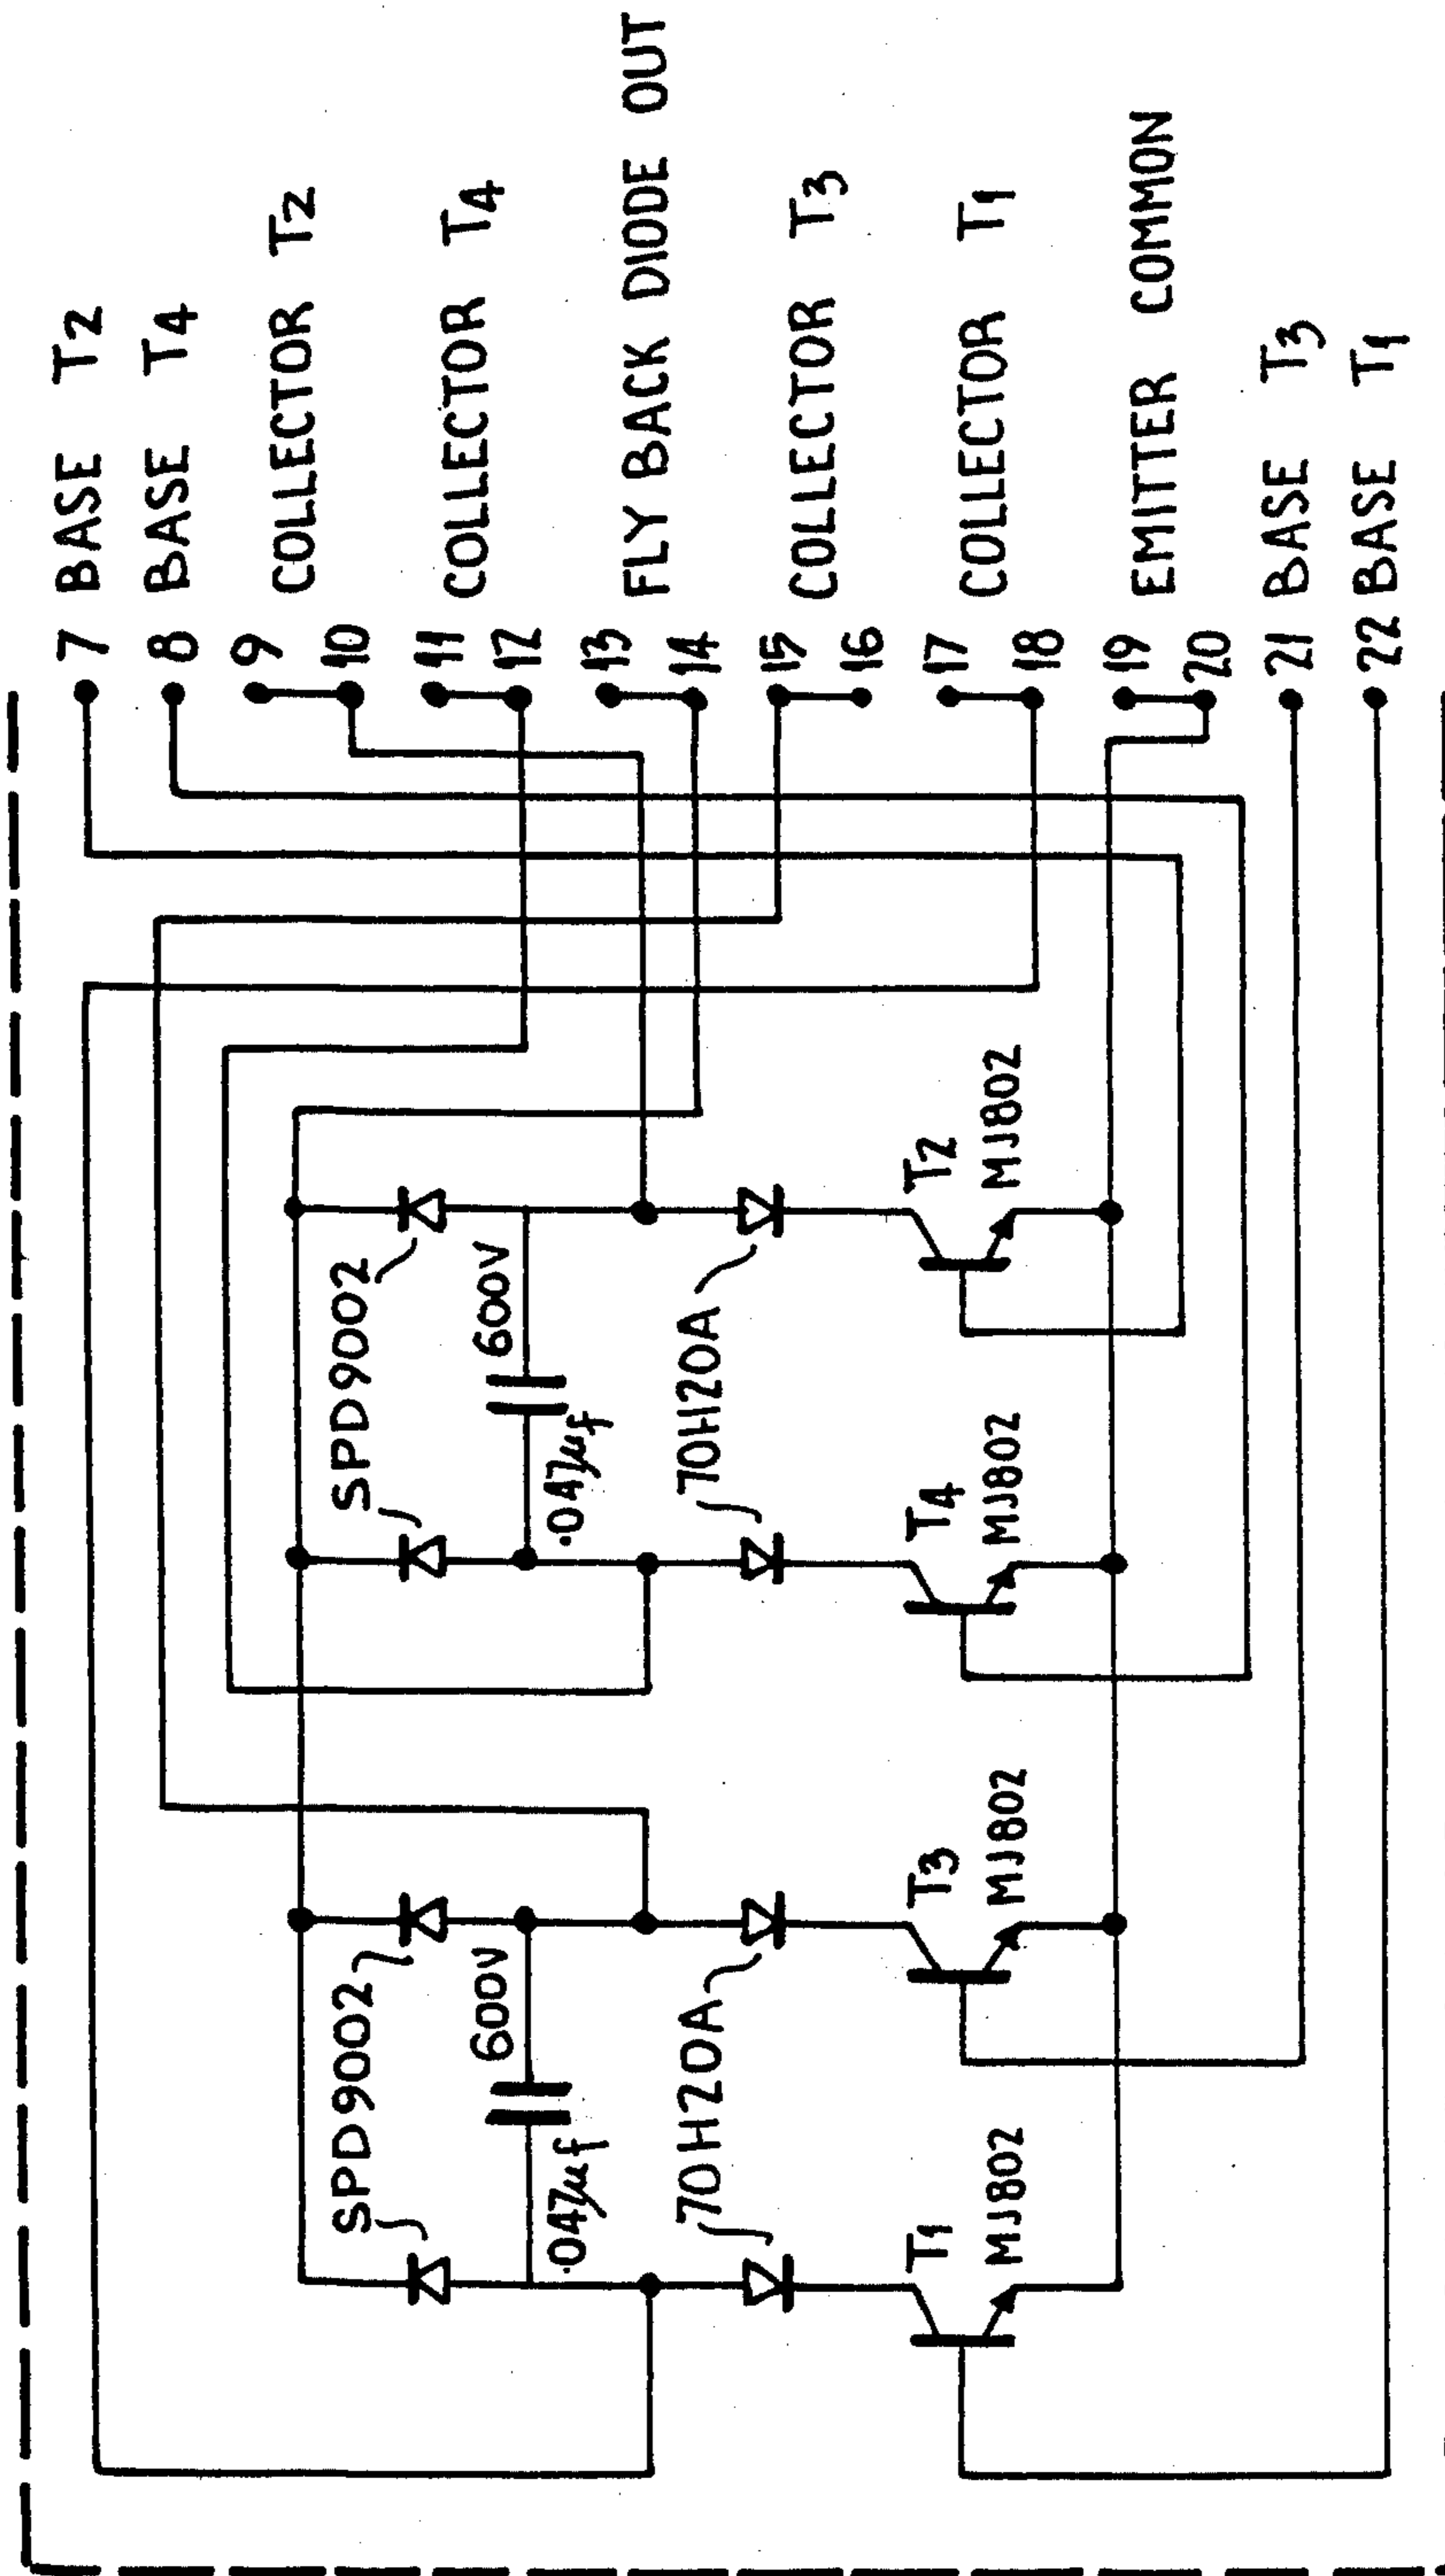 7 BASE T2
8 BASE T4
9
10
COLLECTOR T2
11
12
COLLECTOR T4
13
14
FLY BACK DIODE OUT
15
16
COLLECTOR T3
17
18
COLLECTOR T1
19
20
EMITTER COMMON
21 BASE T3
22 BASE T1
SPD9002
SPD9002
600V
.047µf
600V
.047µf
70H20A
70H20A
T1
MJ802
T3
MJ802
T4
MJ802
T2
MJ802